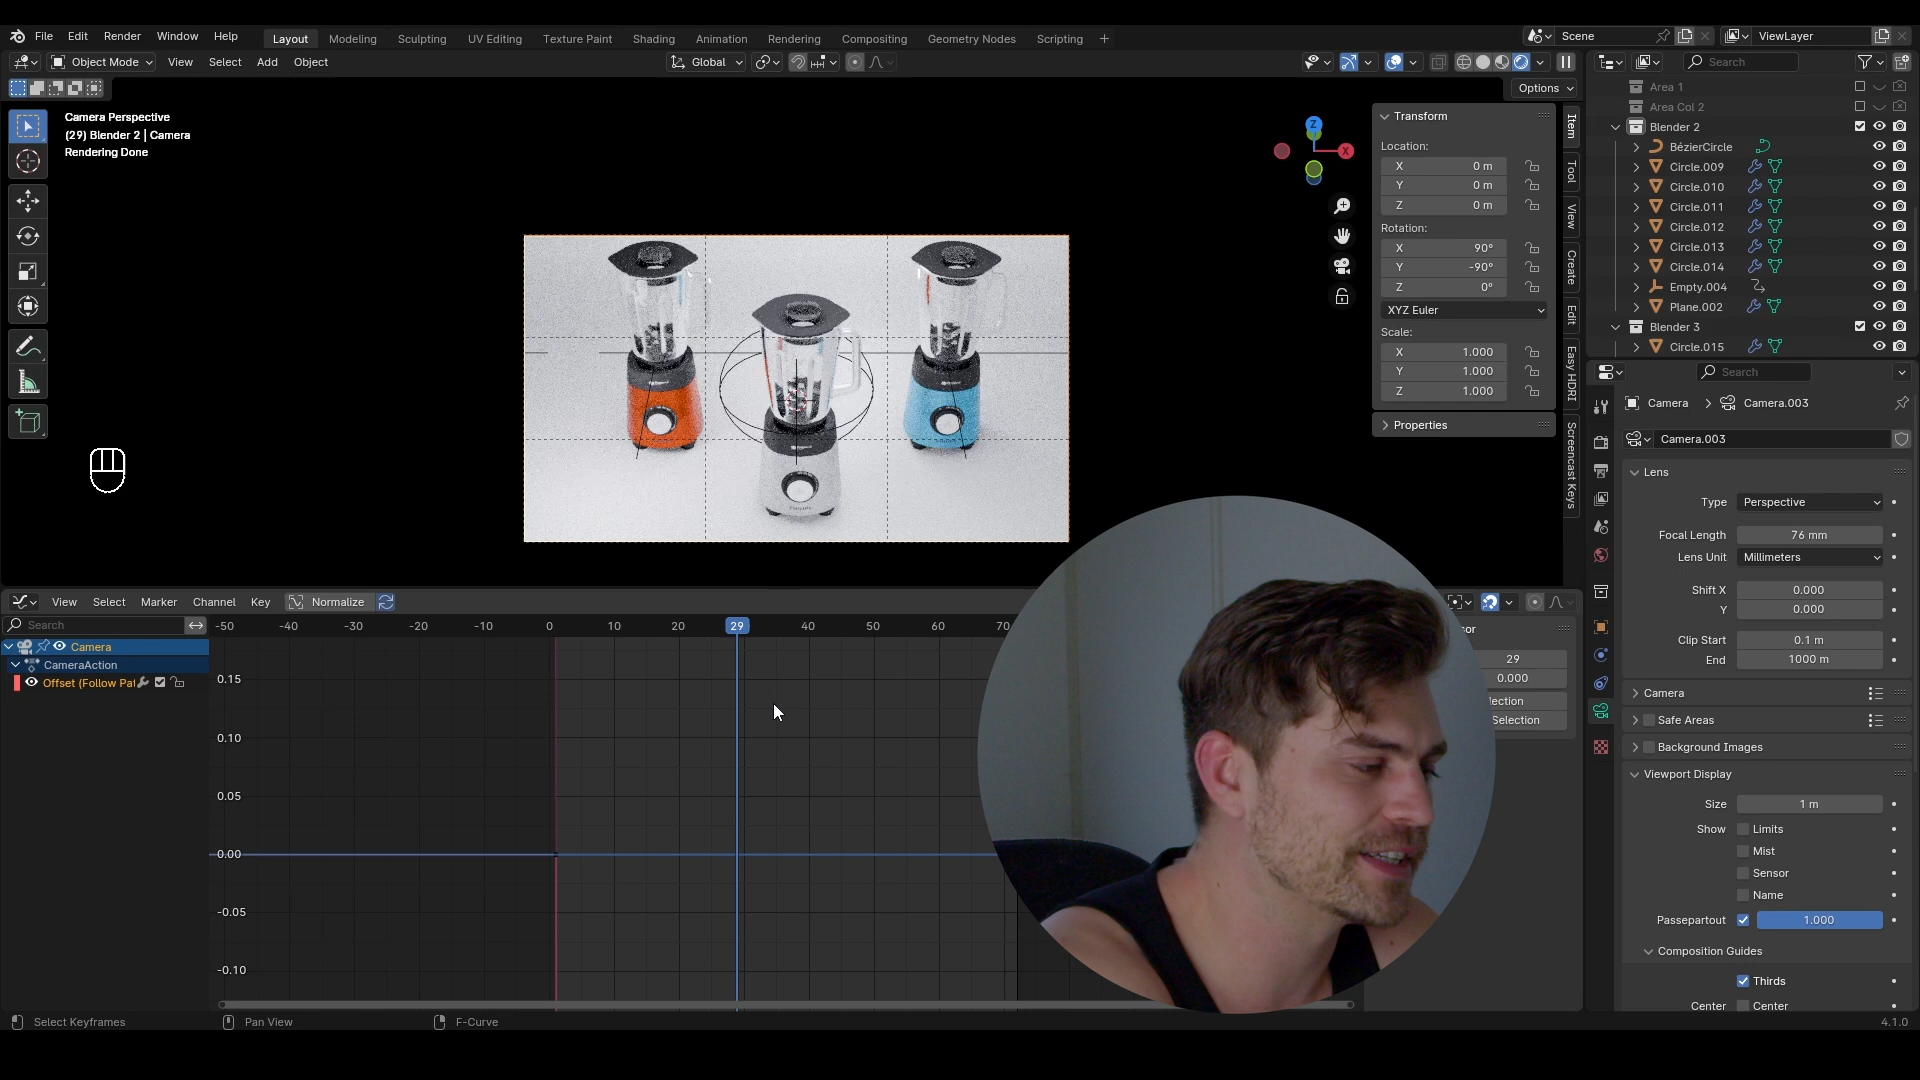 File Edit Render Window Help Layout Modeling Sculpting UV Editing Texture Paint Shading Animation Rendering Compositing Geometry Nodes Scripting + Scene ViewLayer
Object Mode View Select Add Object Global Search
Options
Area 1
Area Col 2
Blender 2
BézierCircle
Circle.009
Circle.010
Circle.011
Circle.012
Circle.013
Circle.014
Empty.004
Plane.002
Blender 3
Circle.015
Camera Perspective
(29) Blender 2 | Camera
Rendering Done
Z
X
Transform
Location:
X 0 m
Y 0 m
Z 0 m
Rotation:
X 90°
Y -90°
Z 0°
XYZ Euler
Scale:
X 1.000
Y 1.000
Z 1.000
Properties
Item
Tool
View
Create
Edit
Easy HDRI
Screencast Keys
Search
Camera > Camera.003
Camera.003
Lens
Type Perspective
Focal Length 76 mm
Lens Unit Millimeters
Shift X 0.000
Y 0.000
Clip Start 0.1 m
End 1000 m
Camera
Safe Areas
Background Images
Viewport Display
Size 1 m
Show Limits
Mist
Sensor
Name
Passepartout 1.000
Composition Guides
Thirds
Center Center
View Select Marker Channel Key Normalize
Search
-50 -40 -30 -20 -10 0 10 20 29 40 50 60 70
Camera
CameraAction
Offset (Follow Pat
0.15
0.10
0.05
0.00
-0.05
-0.10
sor
29
0.000
lection
Selection
Select Keyframes Pan View F-Curve 4.1.0